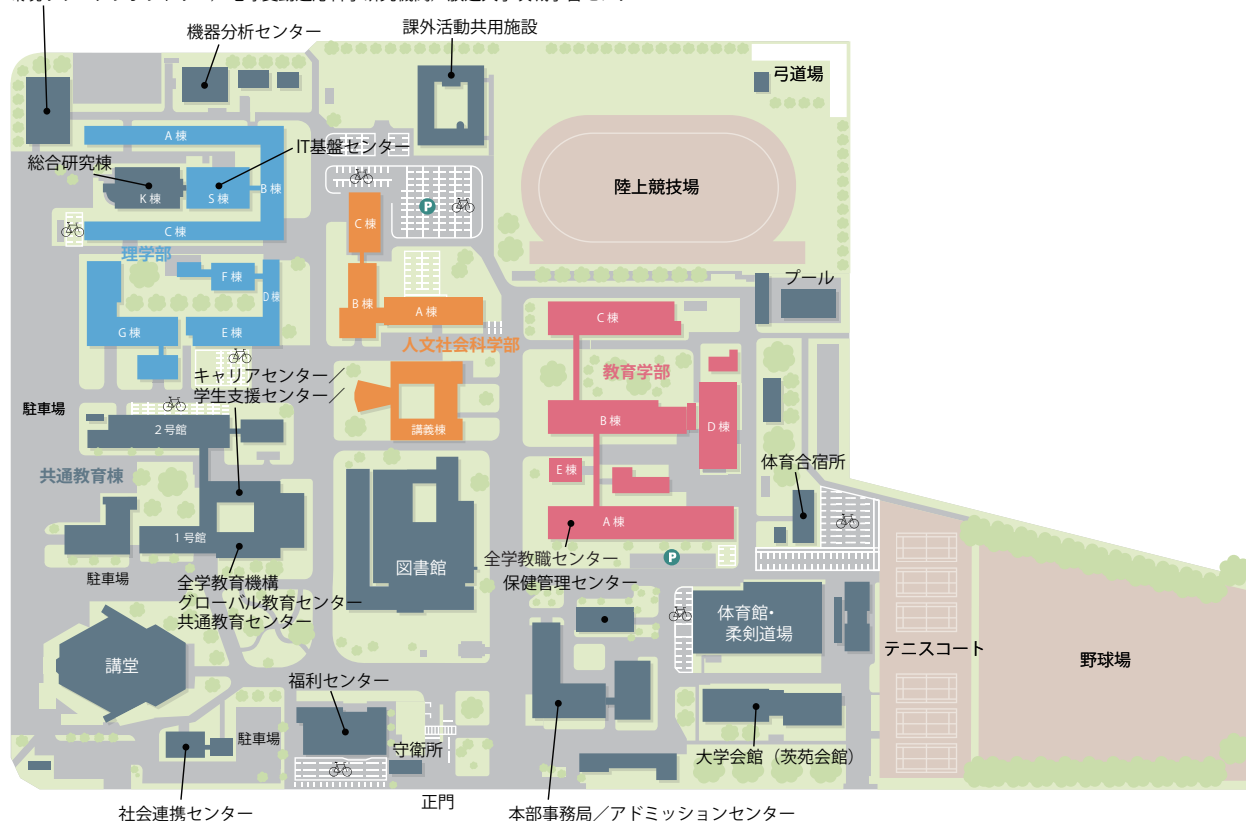 機器分析センター
課外活動共用施設
弓道場
A 棟
IT基盤センター
総合研究棟
K 棟
S 棟
B 棟
陸上競技場
P
C 棟
C 棟
理学部
F 棟
D 棟
プール
B 棟
A 棟
C 棟
G 棟
E 棟
人文社会科学部
教育学部
キャリアセンター／
学生支援センター／
駐車場
2 号館
講義棟
B 棟
D 棟
共通教育棟
E 棟
体育合宿所
A 棟
1 号館
図書館
全学教職センター
P
駐車場
全学教育機構
グローバル教育センター
共通教育センター
保健管理センター
体育館・
柔剣道場
テニスコート
野球場
講堂
福利センター
駐車場
守衛所
大学会館（茨苑会館）
正門
社会連携センター
本部事務局／アドミッションセンター